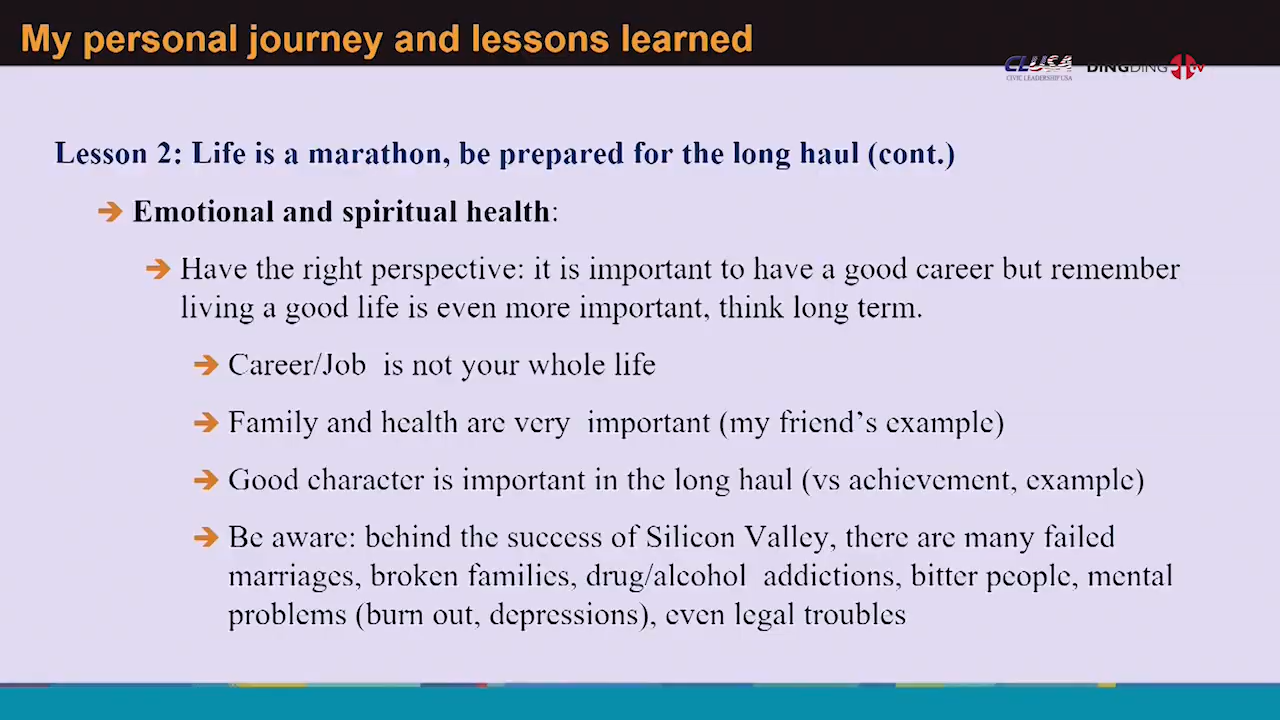 My personal journey and lessons learned
CLUSA
CIVIC LEADERSHIP USA
DINGDING TV
Lesson 2: Life is a marathon, be prepared for the long haul (cont.)
Emotional and spiritual health:
Have the right perspective: it is important to have a good career but remember
living a good life is even more important, think long term.
Career/Job is not your whole life
Family and health are very important (my friend’s example)
Good character is important in the long haul (vs achievement, example)
Be aware: behind the success of Silicon Valley, there are many failed
marriages, broken families, drug/alcohol addictions, bitter people, mental
problems (burn out, depressions), even legal troubles